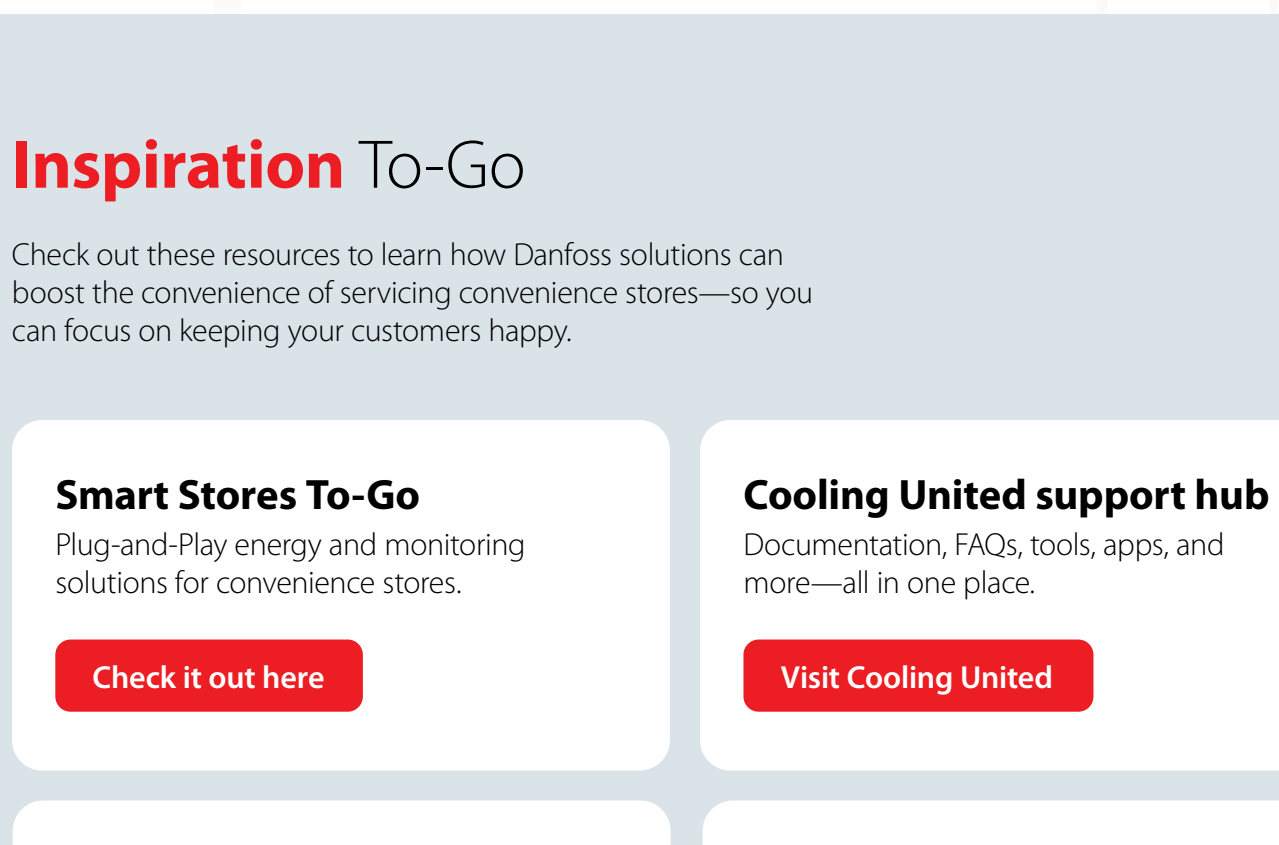 Inspiration To-Go
Check out these resources to learn how Danfoss solutions can
boost the convenience of servicing convenience stores—so you
can focus on keeping your customers happy.
Smart Stores To-Go
Plug-and-Play energy and monitoring
solutions for convenience stores.
Check it out here
Cooling United support hub
Documentation, FAQs, tools, apps, and
more—all in one place.
Visit Cooling United